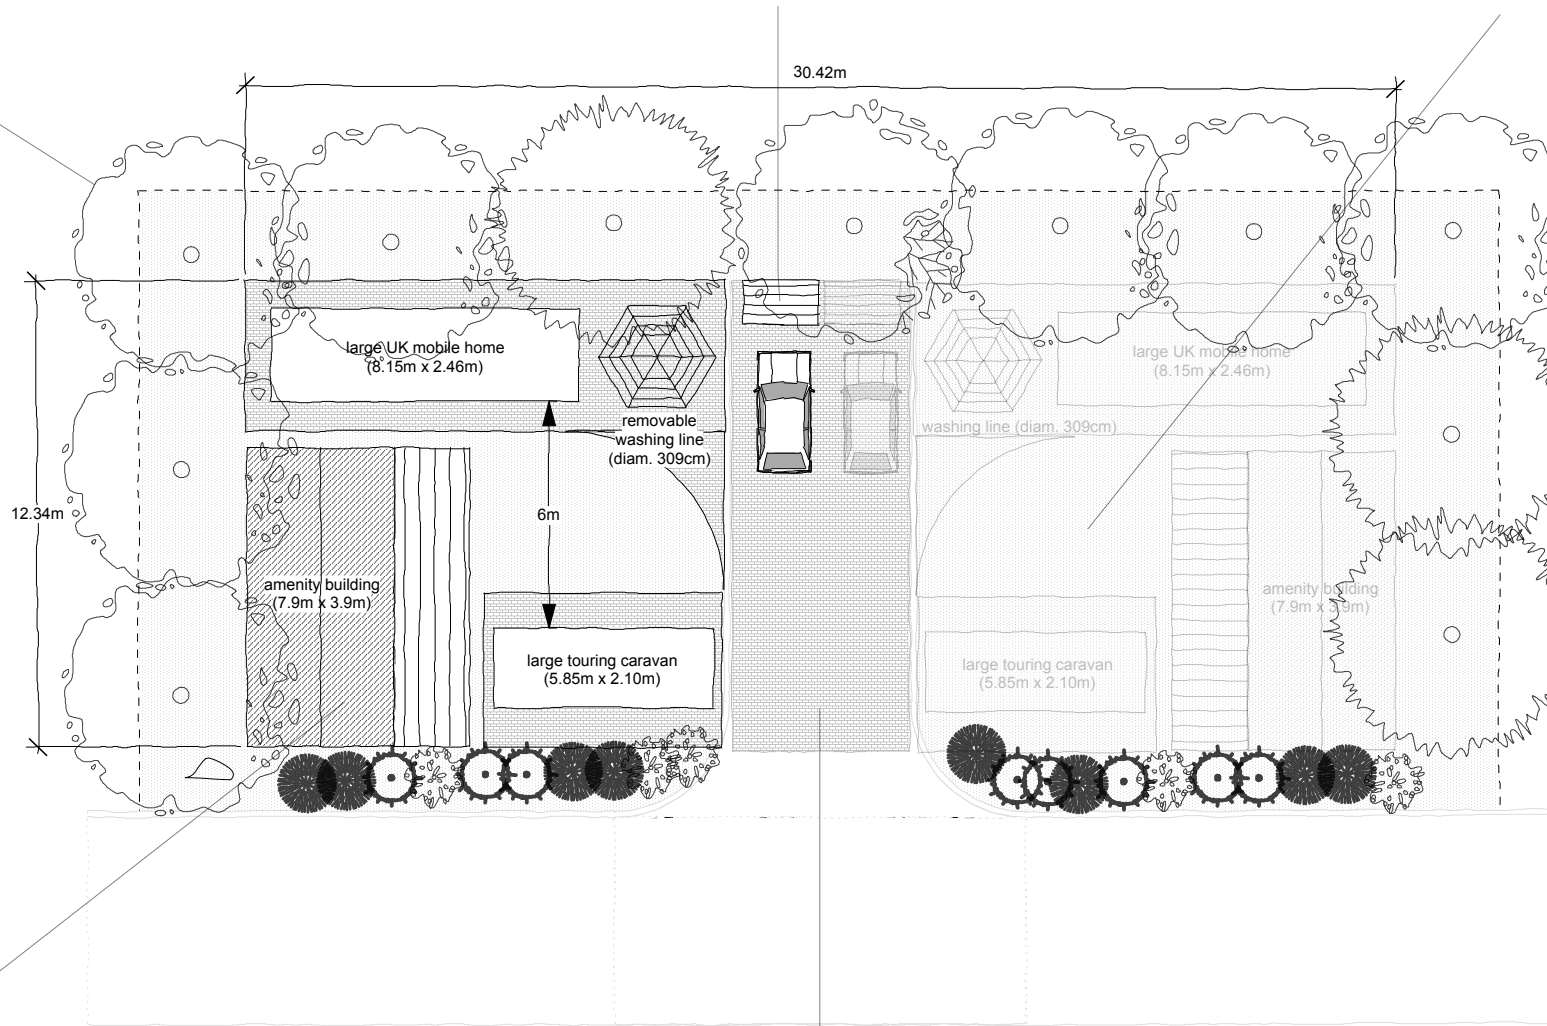 30.42m
large UK mobile home
(8.15m x 2.46m)
large UK mobile home
(8.15m x 2.46m)
removable
washing line
(diam. 309cm)
washing line (diam. 309cm)
12.34m
6m
amenity building
(7.9m x 3.9m)
amenity building
(7.9m x 3.9m)
large touring caravan
(5.85m x 2.10m)
large touring caravan
(5.85m x 2.10m)